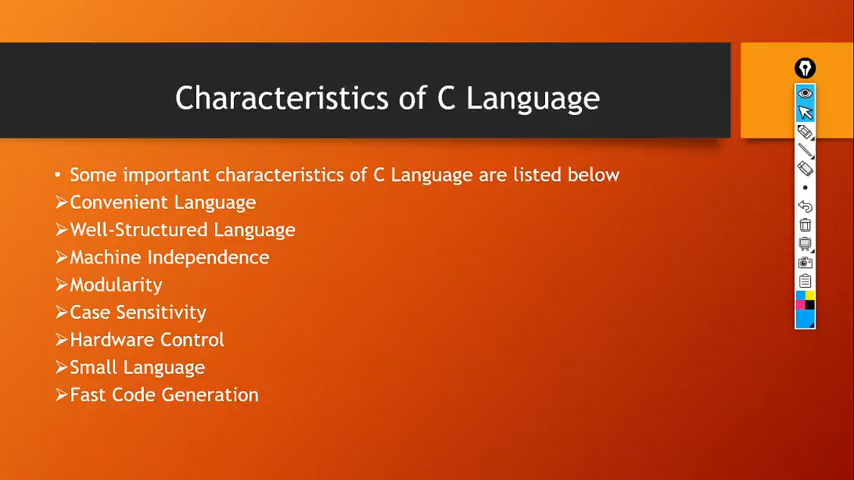 Characteristics of C Language
• Some important characteristics of C Language are listed below
➢Convenient Language
➢Well-Structured Language
➢Machine Independence
➢Modularity
➢Case Sensitivity
➢Hardware Control
➢Small Language
➢Fast Code Generation